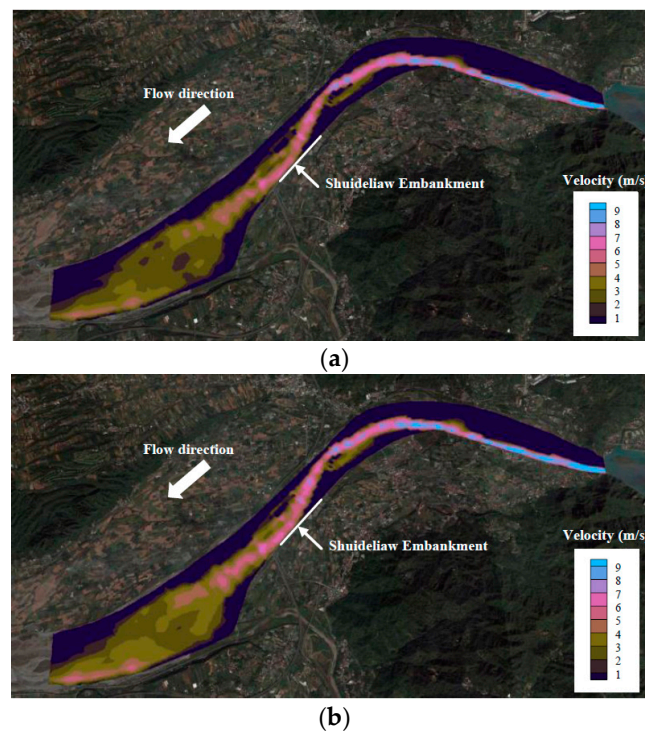 Flow direction
Shuideliaw Embankment
Velocity (m/s
9
8
7
6
5
4
3
2
1
(a)
Flow direction
Shuideliaw Embankment
Velocity (m/s
9
8
7
6
5
4
3
2
1
(b)